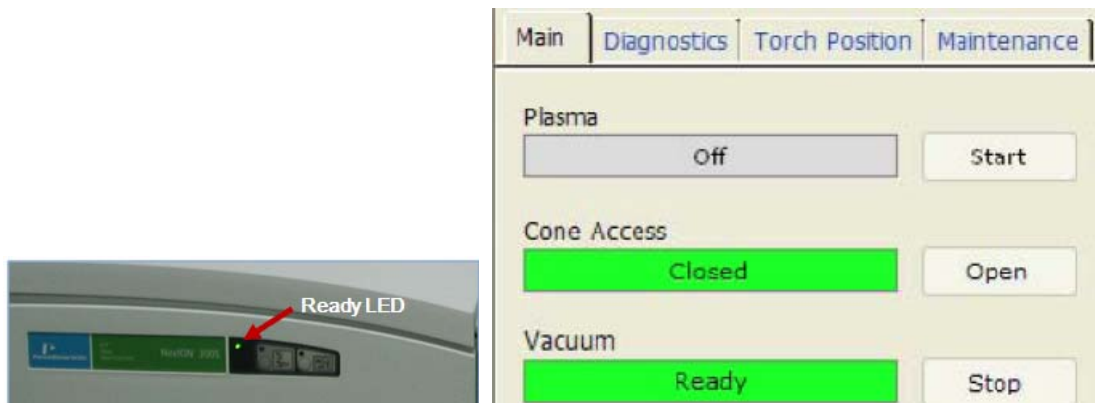 Main Diagnostics Torch Position Maintenance
Plasma
Off Start
Cone Access
Closed Open
Vacuum
Ready Stop
Ready LED
NexION 300S